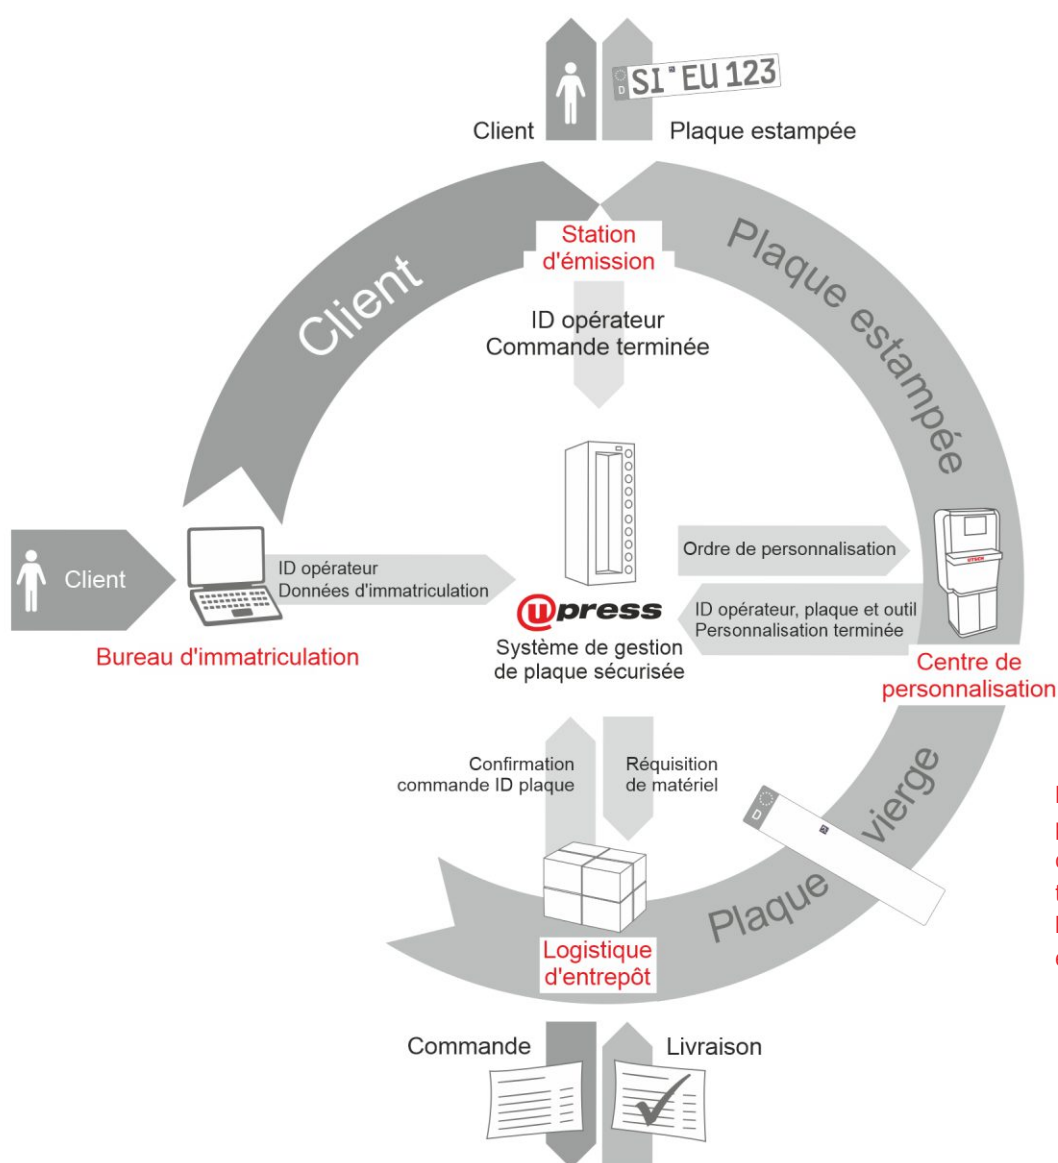 D
SI EU 123
Client
Plaque estampée
Station
d'émission
Client
Plaque estampée
ID opérateur
Commande terminée
Client
ID opérateur
Données d'immatriculation
Bureau d'immatriculation
@upress
Système de gestion
de plaque sécurisée
Ordre de personnalisation
ID opérateur, plaque et outil
Personnalisation terminée
UTSCH
Centre de
personnalisation
Confirmation
commande ID plaque
Réquisition
de matériel
D
Plaque vierge
Logistique
d'entrepôt
Commande
Livraison